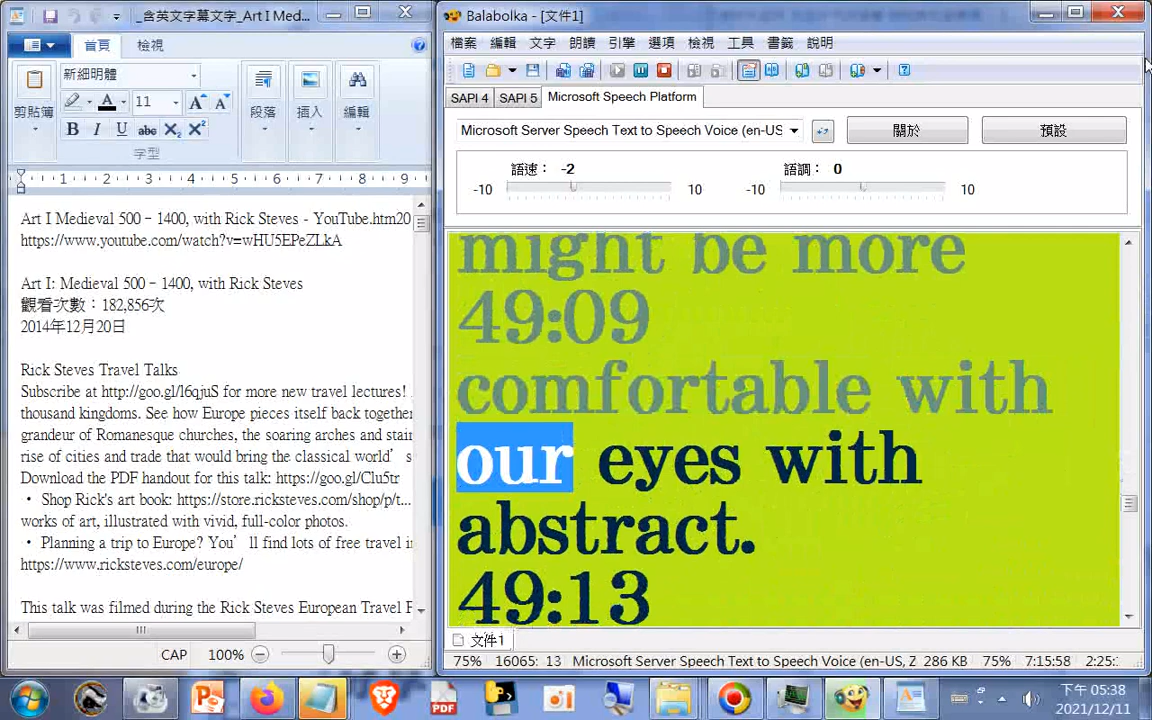 _含英文字幕文字_Art I Med...
首頁
檢視
剪貼簿
新細明體
11
B I U abc X₂ X²
字型
段落
插入
編輯
1 2 3 4 5 6 7 8 9
Art I Medieval 500 – 1400, with Rick Steves - YouTube.htm20
https://www.youtube.com/watch?v=wHU5EPeZLkA
Art I: Medieval 500 – 1400, with Rick Steves
觀看次數：182,856次
2014年12月20日
Rick Steves Travel Talks
Subscribe at http://goo.gl/l6qjuS for more new travel lectures!
thousand kingdoms. See how Europe pieces itself back together
grandeur of Romanesque churches, the soaring arches and stain
rise of cities and trade that would bring the classical world’s
Download the PDF handout for this talk: https://goo.gl/Clu5tr
• Shop Rick's art book: https://store.ricksteves.com/shop/p/t...
works of art, illustrated with vivid, full-color photos.
• Planning a trip to Europe? You’ll find lots of free travel in
https://www.ricksteves.com/europe/
This talk was filmed during the Rick Steves European Travel F
CAP 100%
Balabolka - [文件1]
檔案 編輯 文字 朗讀 引擎 選項 檢視 工具 書籤 說明
SAPI 4 SAPI 5 Microsoft Speech Platform
Microsoft Server Speech Text to Speech Voice (en-US
關於
預設
語速： -2
-10 10
語調： 0
-10 10
might be more
49:09
comfortable with
our eyes with
abstract.
49:13
文件1
75% 16065: 13 Microsoft Server Speech Text to Speech Voice (en-US, Z 286 KB 75% 7:15:58 2:25:
PDF
下午 05:38
2021/12/11